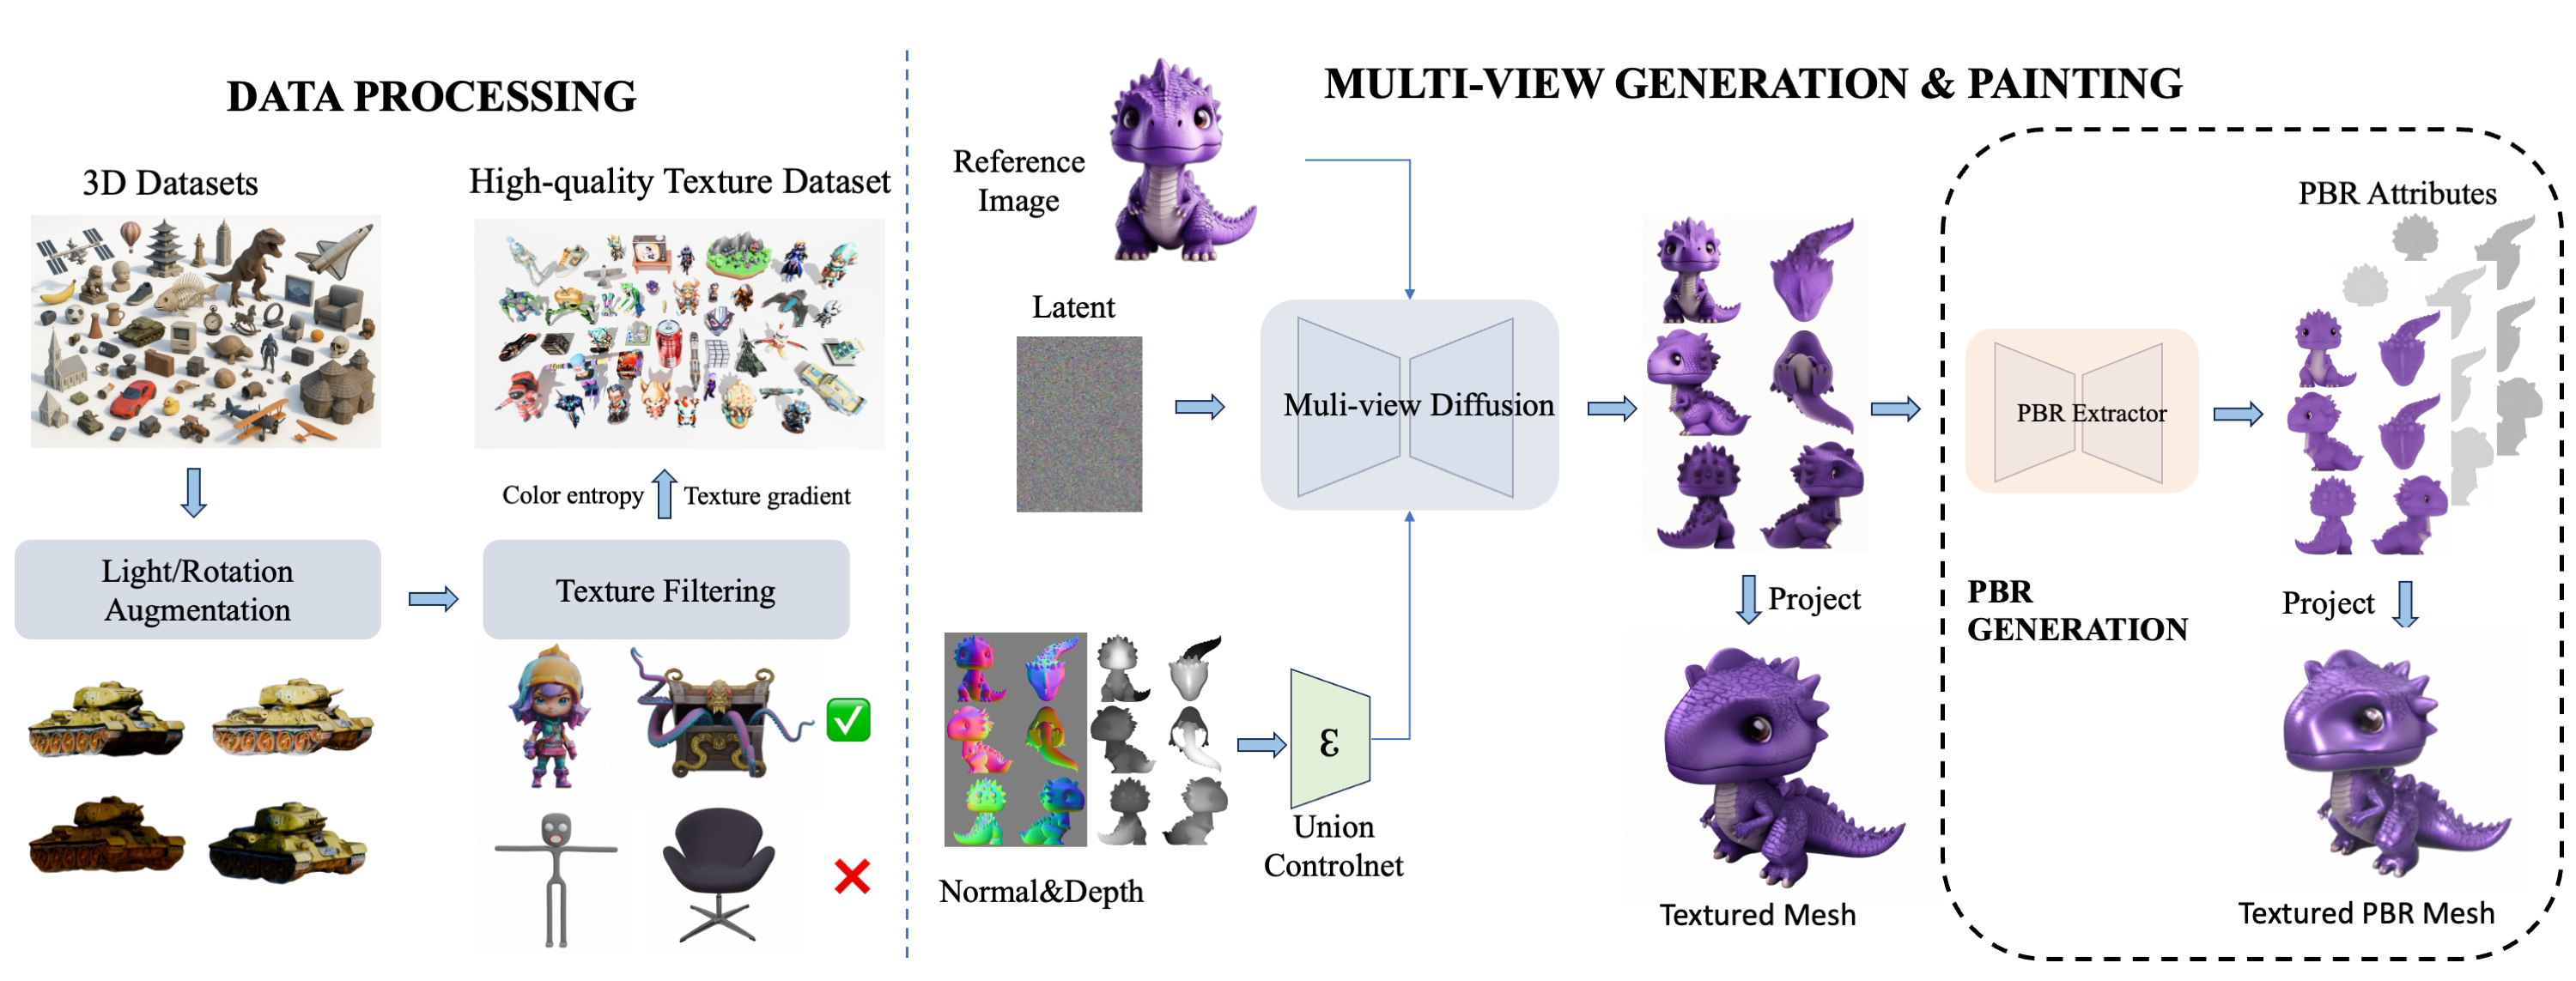 DATA PROCESSING
3D Datasets
High-quality Texture Dataset
Color entropy
Texture gradient
Light/Rotation
Augmentation
Texture Filtering
MULTI-VIEW GENERATION & PAINTING
Reference
Image
Latent
Muli-view Diffusion
Normal&Depth
ε
Union
Controlnet
Project
Textured Mesh
PBR Attributes
PBR Extractor
PBR
GENERATION
Project
Textured PBR Mesh